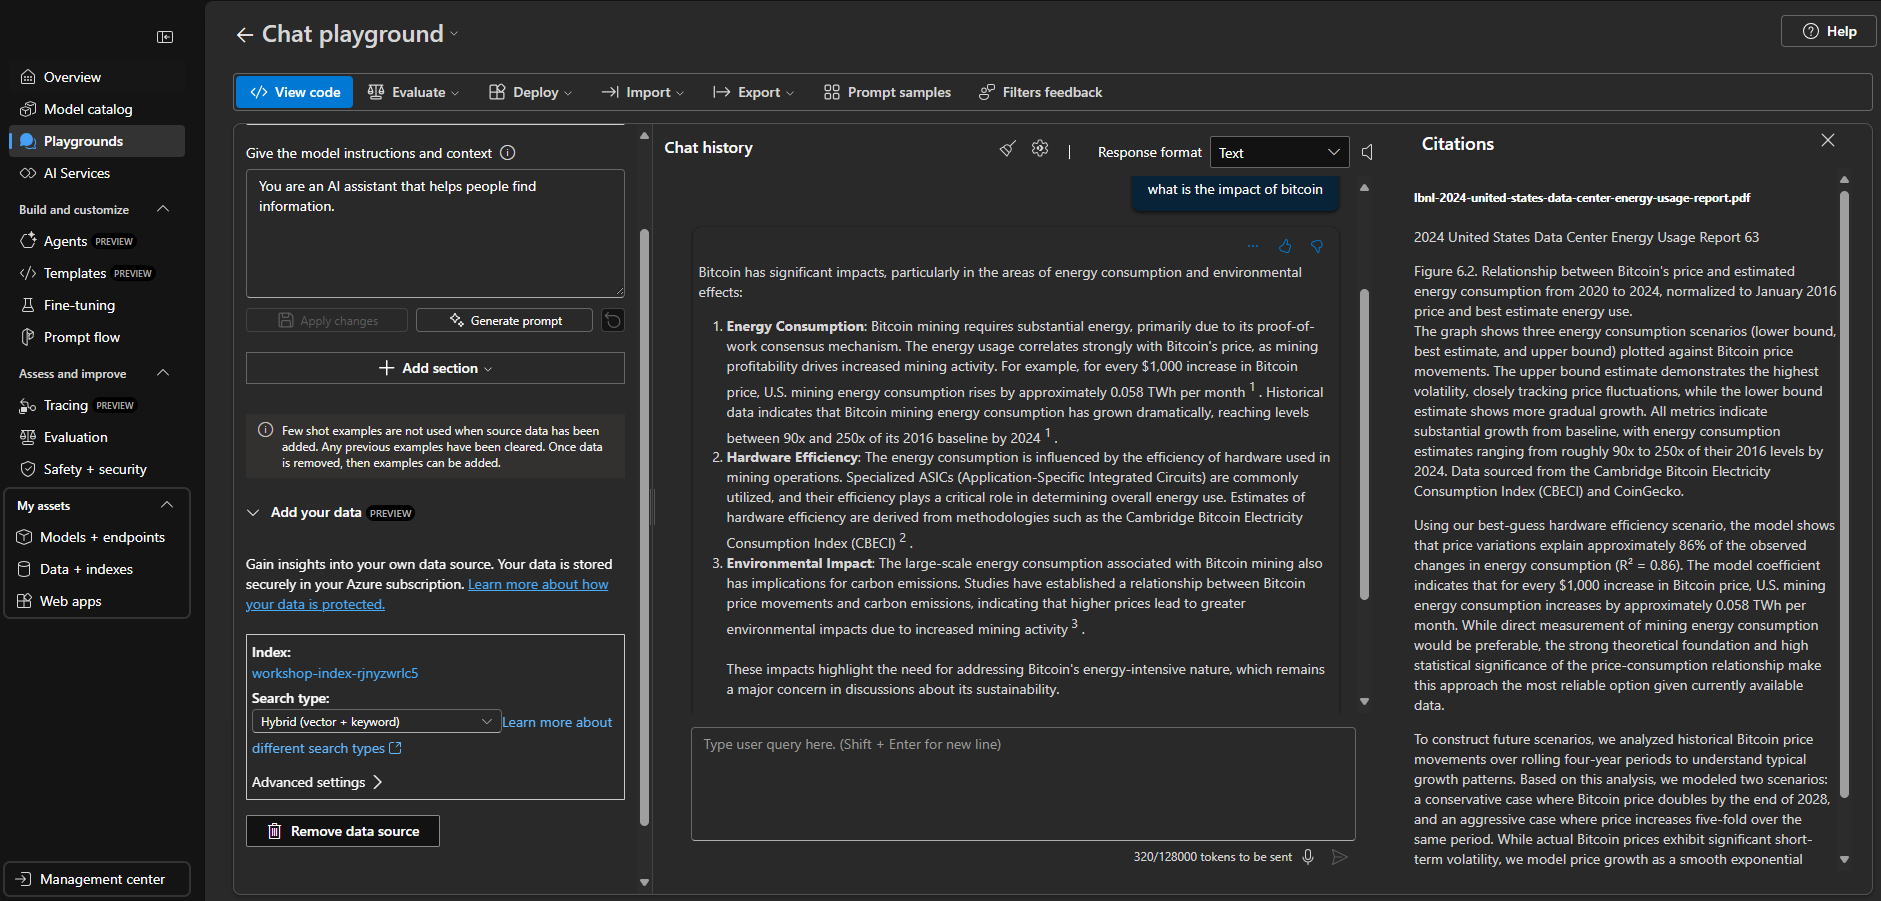 Overview
Model catalog
Playgrounds
AI Services
Build and customize
Agents PREVIEW
Templates PREVIEW
Fine-tuning
Prompt flow
Assess and improve
Tracing PREVIEW
Evaluation
Safety + security
My assets
Models + endpoints
Data + indexes
Web apps
Management center
Chat playground
Help
View code
Evaluate
Deploy
Import
Export
Prompt samples
Filters feedback
Give the model instructions and context
You are an AI assistant that helps people find
information.
Apply changes
Generate prompt
Add section
Few shot examples are not used when source data has been
added. Any previous examples have been cleared. Once data
is removed, then examples can be added.
Add your data PREVIEW
Gain insights into your own data source. Your data is stored
securely in your Azure subscription. Learn more about how
your data is protected.
Index:
workshop-index-rjnyzwrlc5
Search type:
Hybrid (vector + keyword) Learn more about
different search types
Advanced settings
Remove data source
Chat history
Response format Text
what is the impact of bitcoin
Bitcoin has significant impacts, particularly in the areas of energy consumption and environmental
effects:
1. Energy Consumption: Bitcoin mining requires substantial energy, primarily due to its proof-of-
work consensus mechanism. The energy usage correlates strongly with Bitcoin's price, as mining
profitability drives increased mining activity. For example, for every $1,000 increase in Bitcoin
price, U.S. mining energy consumption rises by approximately 0.058 TWh per month 1 . Historical
data indicates that Bitcoin mining energy consumption has grown dramatically, reaching levels
between 90x and 250x of its 2016 baseline by 2024 1 .
2. Hardware Efficiency: The energy consumption is influenced by the efficiency of hardware used in
mining operations. Specialized ASICs (Application-Specific Integrated Circuits) are commonly
utilized, and their efficiency plays a critical role in determining overall energy use. Estimates of
hardware efficiency are derived from methodologies such as the Cambridge Bitcoin Electricity
Consumption Index (CBECI) 2 .
3. Environmental Impact: The large-scale energy consumption associated with Bitcoin mining also
has implications for carbon emissions. Studies have established a relationship between Bitcoin
price movements and carbon emissions, indicating that higher prices lead to greater
environmental impacts due to increased mining activity 3 .
These impacts highlight the need for addressing Bitcoin's energy-intensive nature, which remains
a major concern in discussions about its sustainability.
Type user query here. (Shift + Enter for new line)
320/128000 tokens to be sent
Citations
lbnl-2024-united-states-data-center-energy-usage-report.pdf
2024 United States Data Center Energy Usage Report 63
Figure 6.2. Relationship between Bitcoin's price and estimated
energy consumption from 2020 to 2024, normalized to January 2016
price and best estimate energy use.
The graph shows three energy consumption scenarios (lower bound,
best estimate, and upper bound) plotted against Bitcoin price
movements. The upper bound estimate demonstrates the highest
volatility, closely tracking price fluctuations, while the lower bound
estimate shows more gradual growth. All metrics indicate
substantial growth from baseline, with energy consumption
estimates ranging from roughly 90x to 250x of their 2016 levels by
2024. Data sourced from the Cambridge Bitcoin Electricity
Consumption Index (CBECI) and CoinGecko.
Using our best-guess hardware efficiency scenario, the model shows
that price variations explain approximately 86% of the observed
changes in energy consumption (R² = 0.86). The model coefficient
indicates that for every $1,000 increase in Bitcoin price, U.S. mining
energy consumption increases by approximately 0.058 TWh per
month. While direct measurement of mining energy consumption
would be preferable, the strong theoretical foundation and high
statistical significance of the price-consumption relationship make
this approach the most reliable option given currently available
data.
To construct future scenarios, we analyzed historical Bitcoin price
movements over rolling four-year periods to understand typical
growth patterns. Based on this analysis, we modeled two scenarios:
a conservative case where Bitcoin price doubles by the end of 2028,
and an aggressive case where price increases five-fold over the
same period. While actual Bitcoin prices exhibit significant short-
term volatility, we model price growth as a smooth exponential